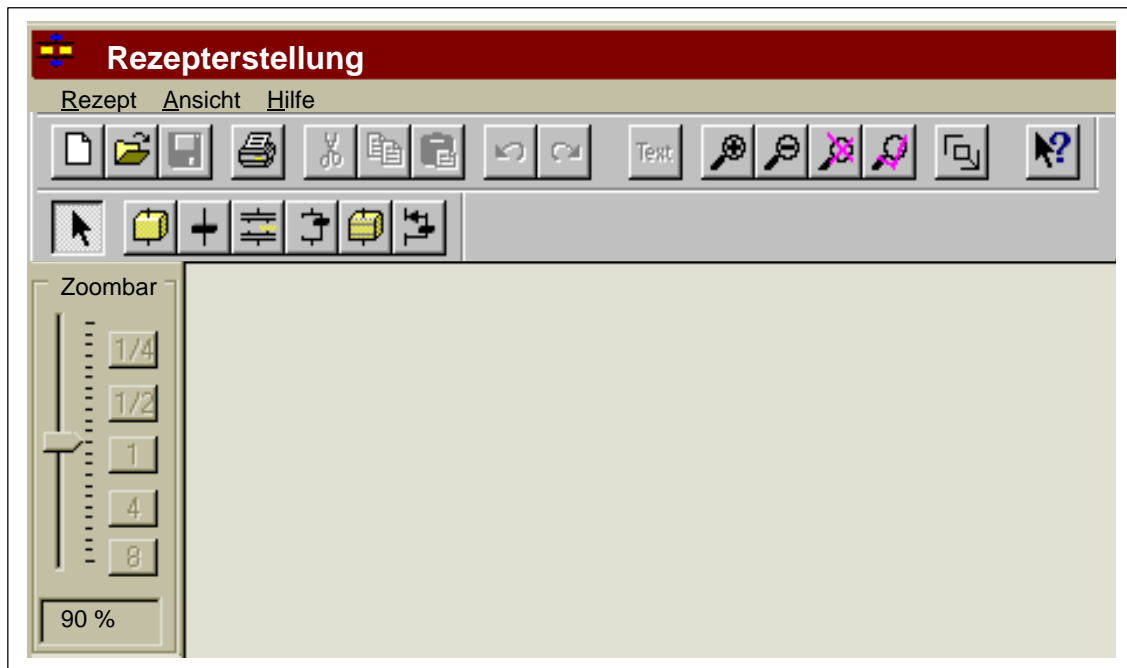 Rezepterstellung
Rezept Ansicht Hilfe
Text
?
Zoombar
1/4
1/2
1
4
8
90 %